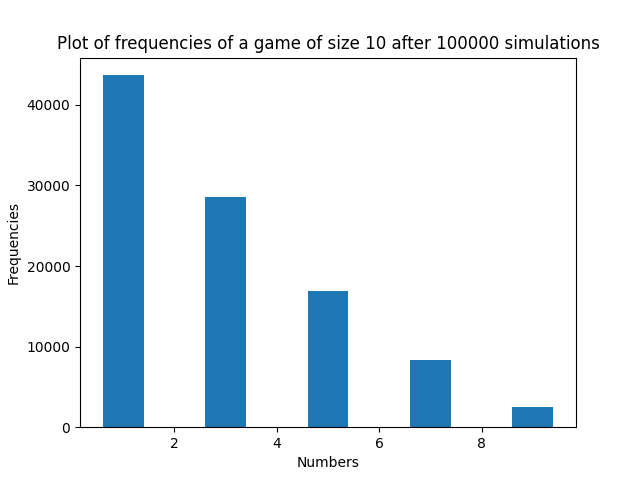 Plot of frequencies of a game of size 10 after 100000 simulations
40000
30000
20000
10000
0
Frequencies
2 4 6 8
Numbers